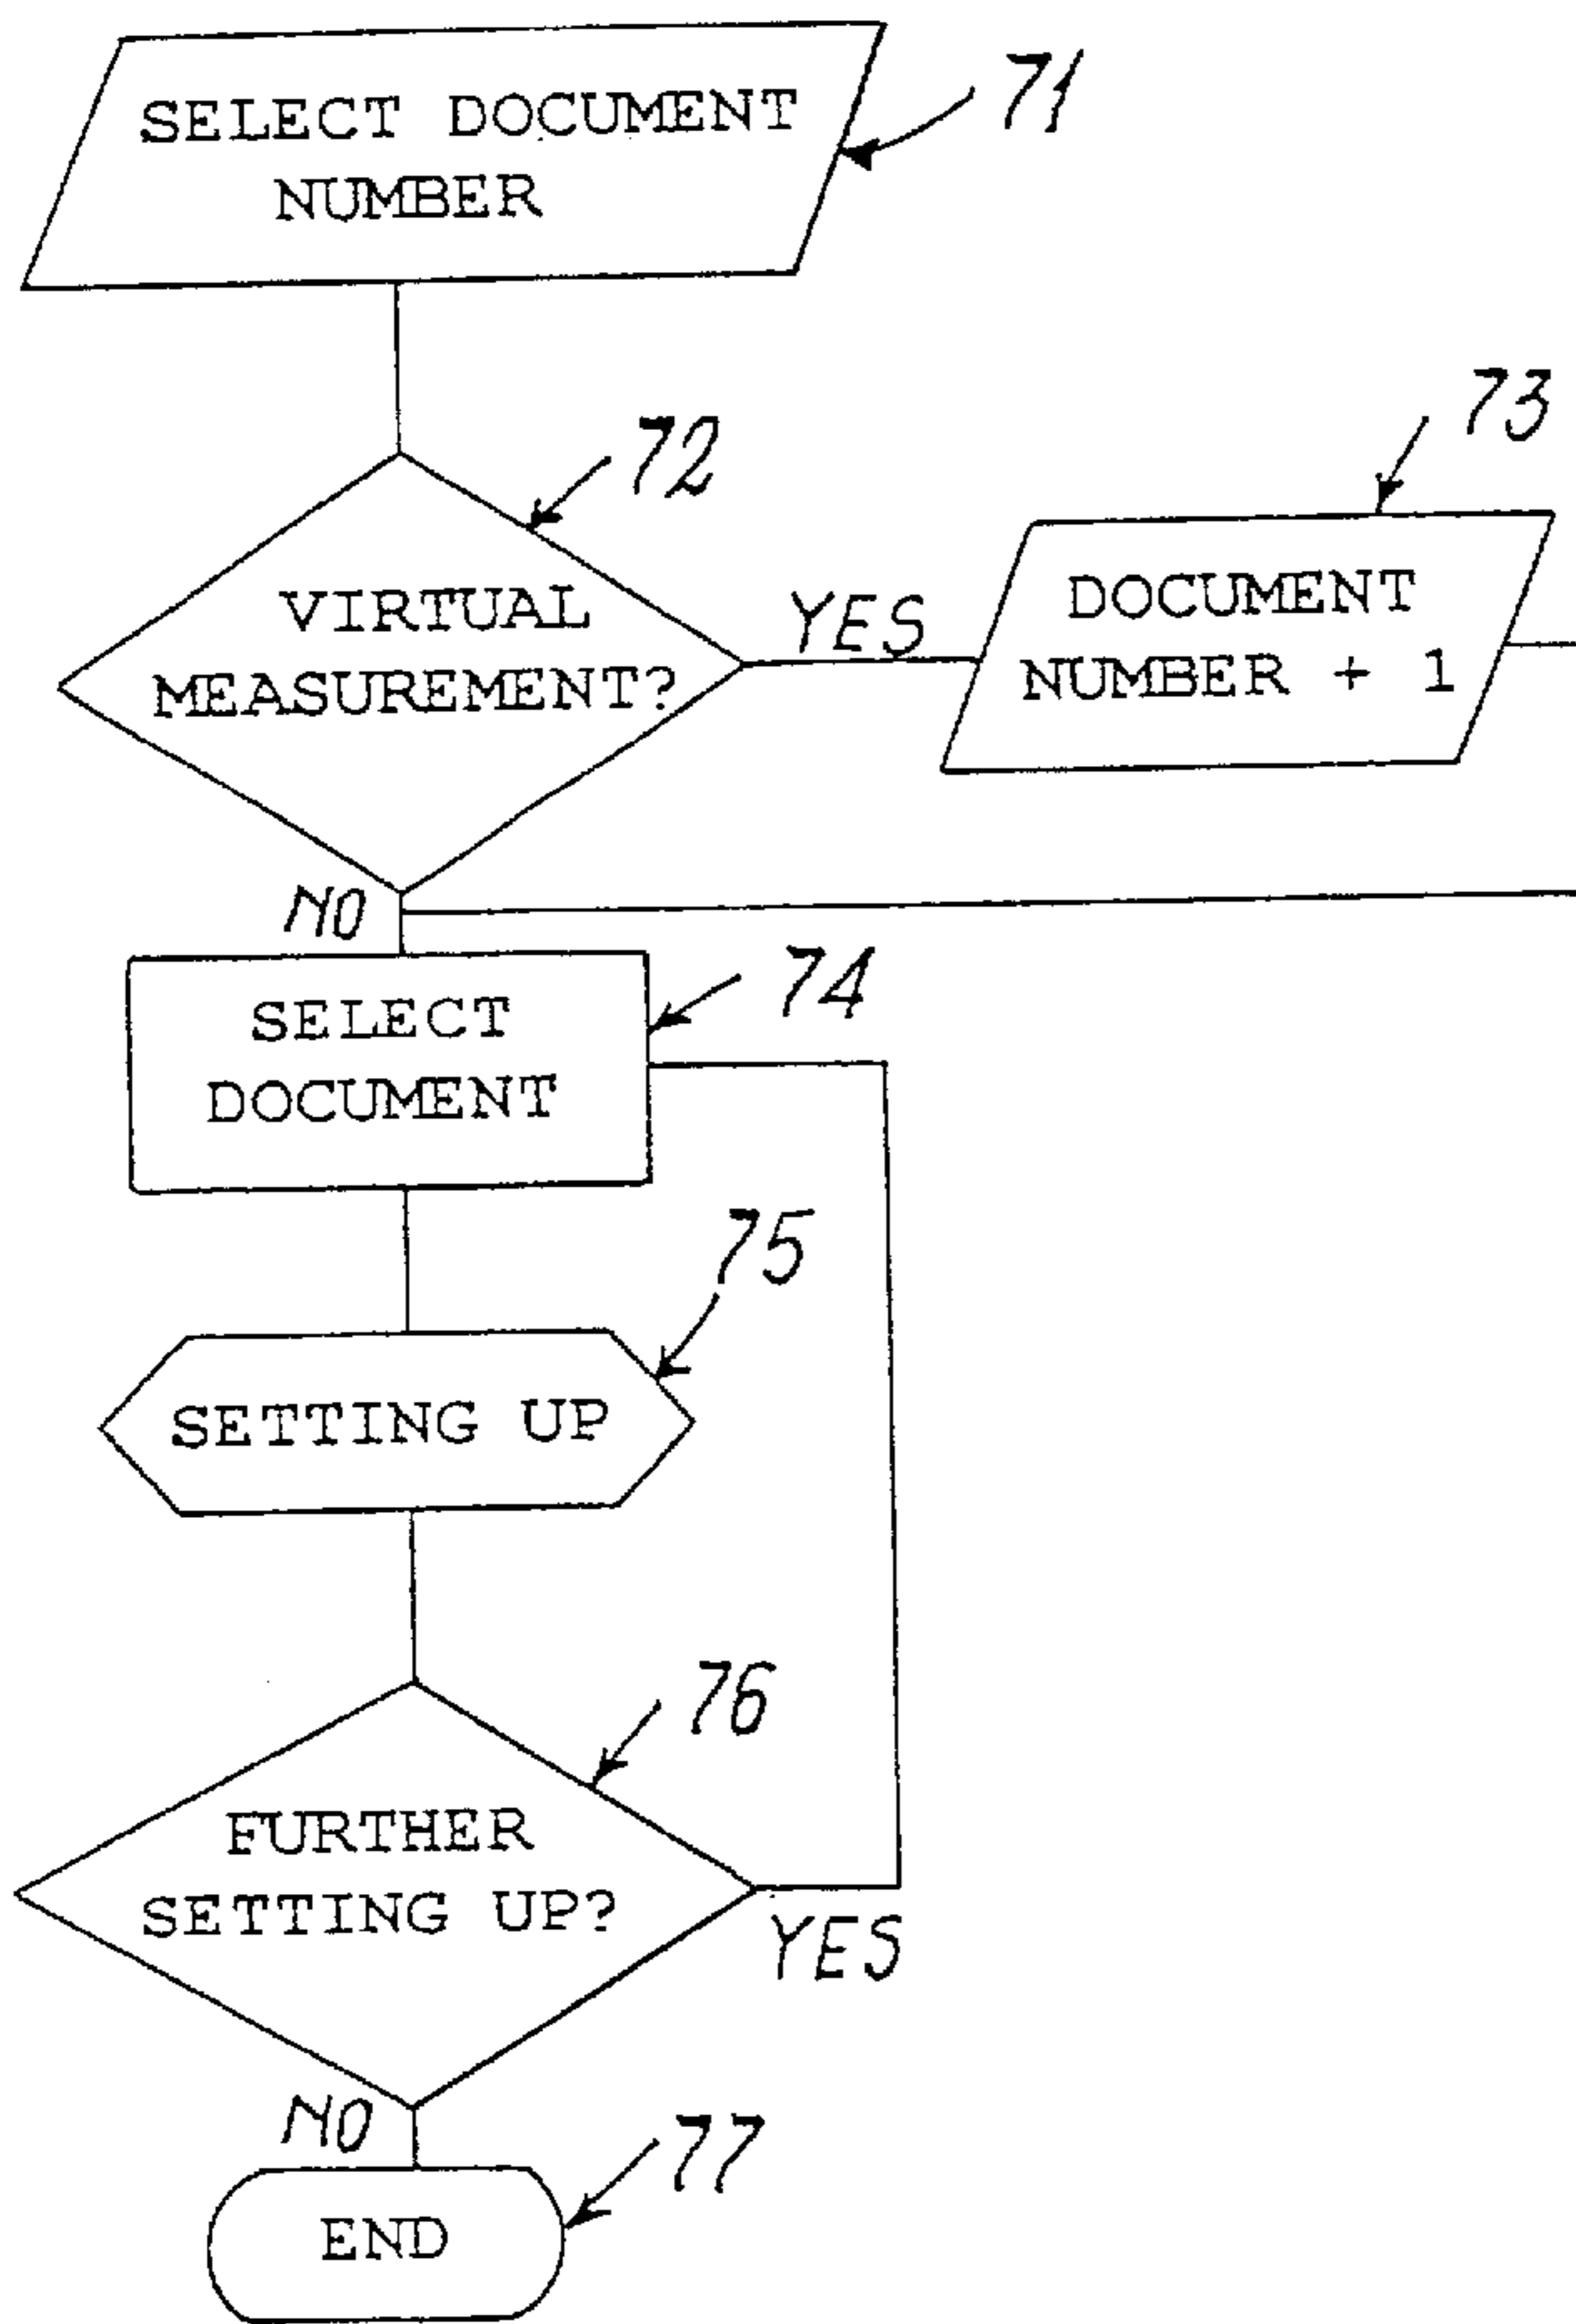 SELECT DOCUMENT
NUMBER
71
72
VIRTUAL
MEASUREMENT?
YES
73
DOCUMENT
NUMBER + 1
NO
74
SELECT
DOCUMENT
75
SETTING UP
76
FURTHER
SETTING UP?
YES
NO
77
END